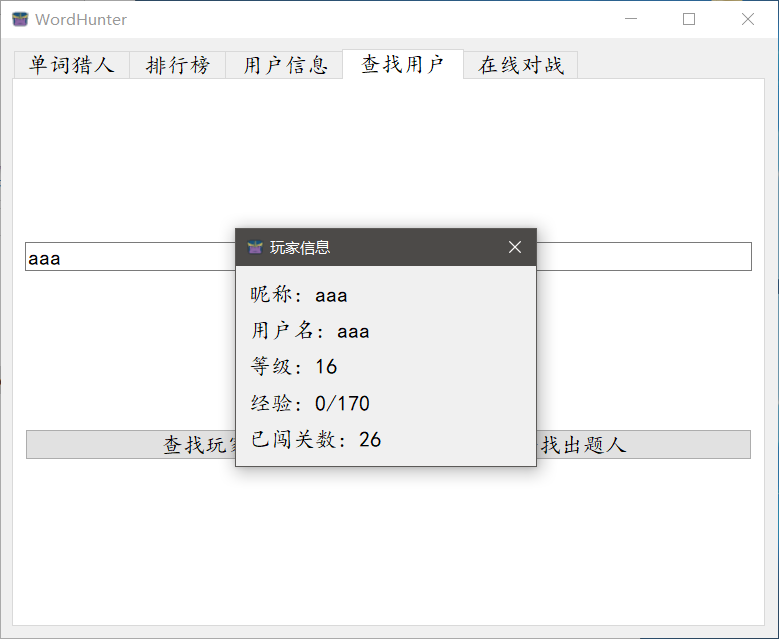 WordHunter
单词猎人 排行榜 用户信息 查找用户 在线对战
aaa
玩家信息
昵称: aaa
用户名: aaa
等级: 16
经验: 0/170
已闯关数: 26
查找玩 找出题人